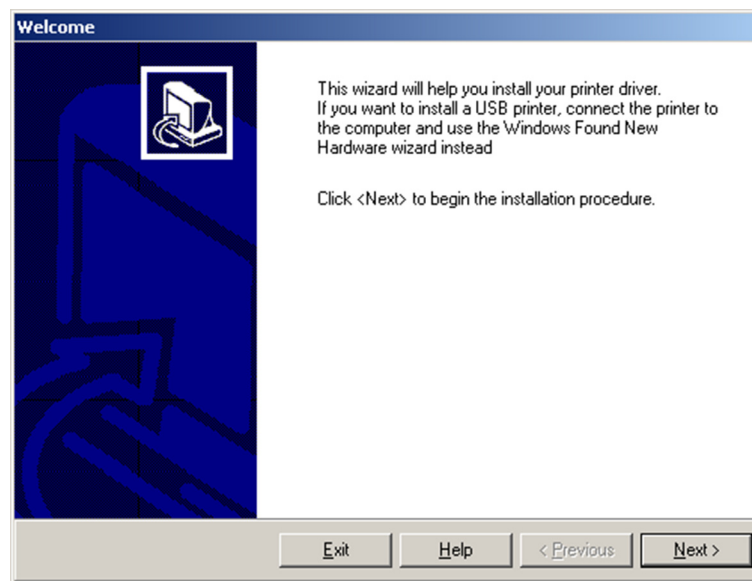 Welcome
This wizard will help you install your printer driver.
If you want to install a USB printer, connect the printer to
the computer and use the Windows Found New
Hardware wizard instead
Click <Next> to begin the installation procedure.
Exit
Help
< Previous
Next >